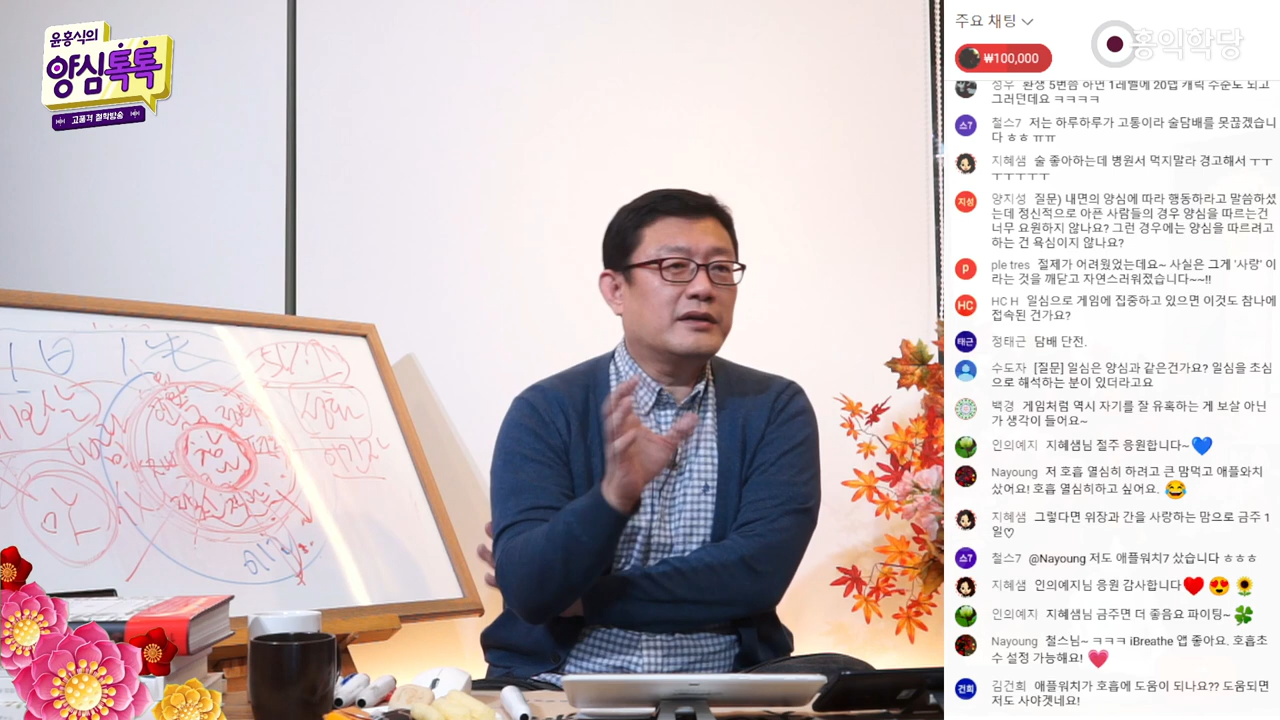 윤홍식의
양심톡톡
고품격 철학방송
홍익학당
주요 채팅
₩100,000
정우 환생 5번쯤 하면 1레벨에 20렙 캐릭 수준도 되고
그러던데요 ㅋㅋㅋㅋ
스7 철스7 저는 하루하루가 고통이라 술담배를 못끊겠습니
다 ㅎㅎ ㅠㅠ
지혜샘 술 좋아하는데 병원서 먹지말라 경고해서 ㅜㅜ
ㅜㅜㅜㅜㅜㅜ
지성 양지성 질문) 내면의 양심에 따라 행동하라고 말씀하셨
는데 정신적으로 아픈 사람들의 경우 양심을 따르는건
너무 요원하지 않나요? 그런 경우에는 양심을 따르려고
하는 건 욕심이지 않나요?
p ple tres 절제가 어려웠었는데요~ 사실은 그게 '사랑' 이
라는 것을 깨닫고 자연스러워졌습니다~~!!
HC HC H 일심으로 게임에 집중하고 있으면 이것도 참나에
접속된 건가요?
태근 정태근 담배 단전.
수도자 [질문] 일심은 양심과 같은건가요? 일심을 초심
으로 해석하는 분이 있더라고요
백경 게임처럼 역시 자기를 잘 유혹하는 게 보살 아닌
가 생각이 들어요~
인의예지 지혜샘님 절주 응원합니다~💙
Nayoung 저 호흡 열심히 하려고 큰 맘먹고 애플와치
샀어요! 호흡 열심히하고 싶어요. 😂
지혜샘 그렇다면 위장과 간을 사랑하는 맘으로 금주 1
일♡
스7 철스7 @Nayoung 저도 애플워치7 샀습니다 ㅎㅎㅎ
지혜샘 인의예지님 응원 감사합니다❤️😍🌻
인의예지 지혜샘님 금주면 더 좋음요 파이팅~🍀
Nayoung 철스님~ ㅋㅋㅋ iBreathe 앱 좋아요. 호흡초
수 설정 가능해요! 💗
건희 김건희 애플워치가 호흡에 도움이 되나요?? 도움되면
저도 사야겟네요!